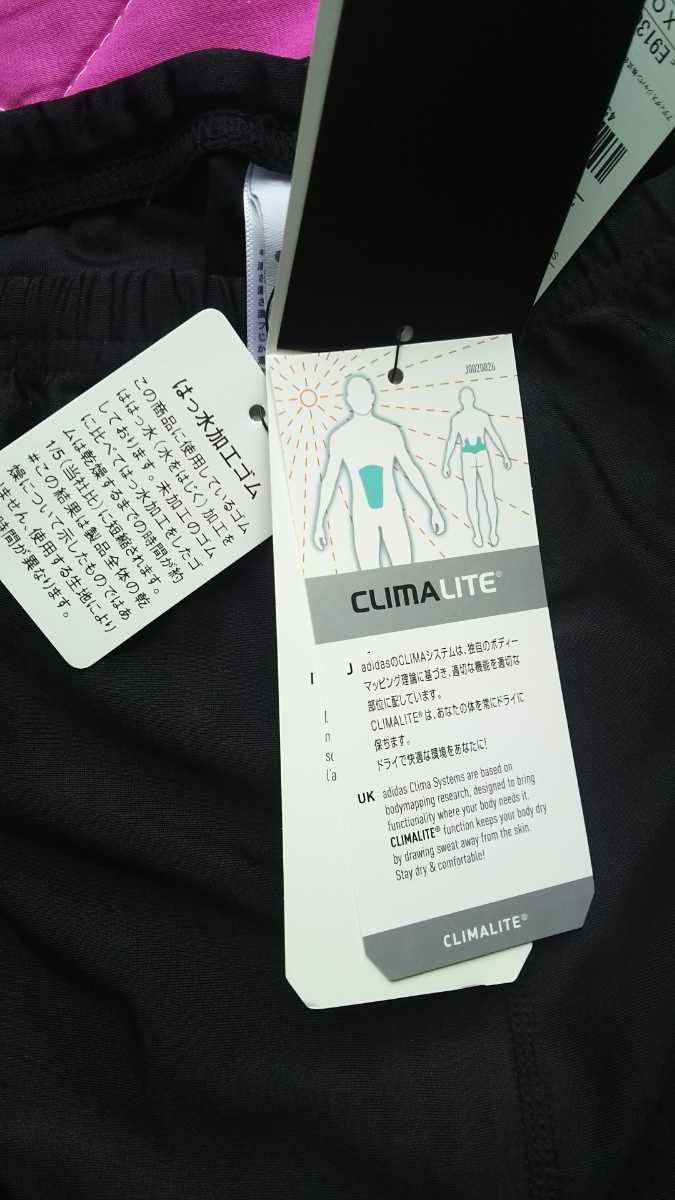 はっ水加工ゴム
この商品に使用しているゴム
ははっ水（水をはじく）加工を
しております。未加工のゴム
に比べてはっ水加工をしたゴ
ムは乾燥するまでの時間が約
1/5（当社比）に短縮されます。
#この結果は製品全体の乾
燥について示したものではあ
りません。使用する生地により
時間が異なります。
J0020026
CLIMALITE®
J adidasのCLIMAシステムは、独自のボディー
マッピング理論に基づき、適切な機能を適切な
部位に配しています。
CLIMALITE® は、あなたの体を常にドライに
保ちます。
ドライで快適な環境をあなたに!
UK adidas Clima Systems are based on
bodymapping research, designed to bring
functionality where your body needs it.
CLIMALITE® function keeps your body dry
by drawing sweat away from the skin.
Stay dry & comfortable!
CLIMALITE®